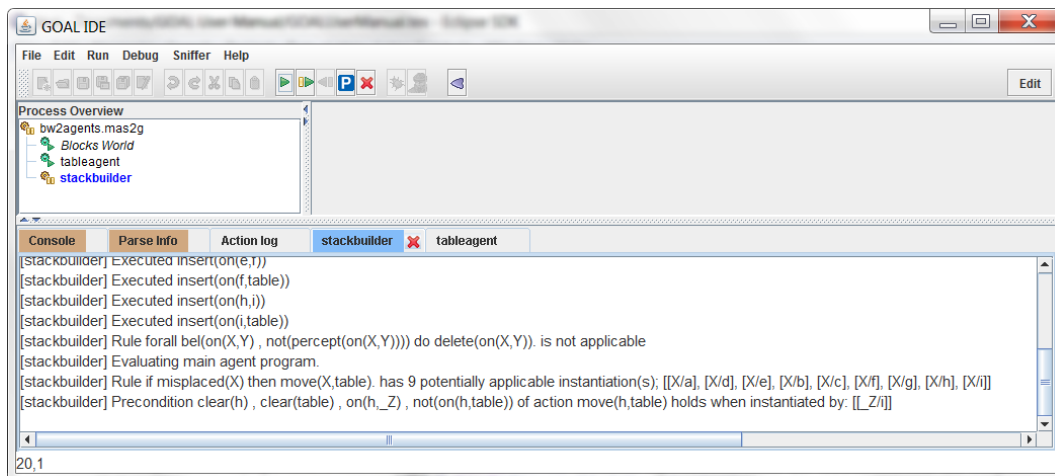 GOAL IDE
File Edit Run Debug Sniffer Help
P
Edit
Process Overview
bw2agents.mas2g
Blocks World
tableagent
stackbuilder
Console Parse Info Action log stackbuilder tableagent
[stackbuilder] Executed insert(on(e,f))
[stackbuilder] Executed insert(on(f,table))
[stackbuilder] Executed insert(on(h,i))
[stackbuilder] Executed insert(on(i,table))
[stackbuilder] Rule forall bel(on(X,Y) , not(percept(on(X,Y)))) do delete(on(X,Y)). is not applicable
[stackbuilder] Evaluating main agent program.
[stackbuilder] Rule if misplaced(X) then move(X,table). has 9 potentially applicable instantiation(s); [[X/a], [X/d], [X/e], [X/b], [X/c], [X/f], [X/g], [X/h], [X/i]]
[stackbuilder] Precondition clear(h) , clear(table) , on(h,_Z) , not(on(h,table)) of action move(h,table) holds when instantiated by: [[_Z/i]]
20,1